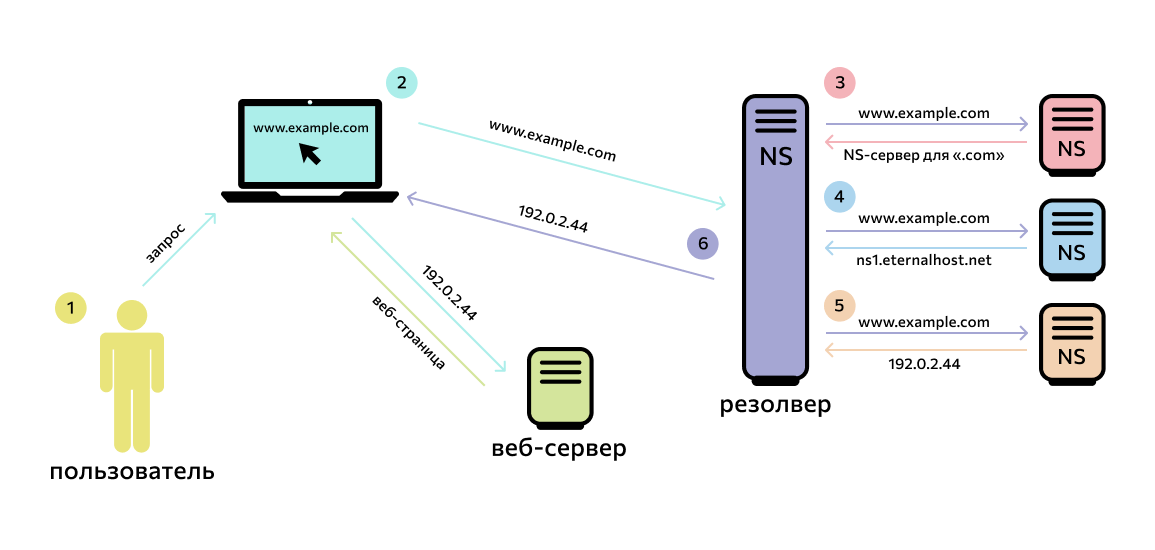 2
3
www.example.com
www.example.com
www.example.com
NS
NS
NS-сервер для «.com»
4
www.example.com
NS
ns1.eternalhost.net
192.0.2.44
6
запрос
192.0.2.44
веб-страница
1
5
www.example.com
NS
192.0.2.44
резолвер
веб-сервер
пользователь